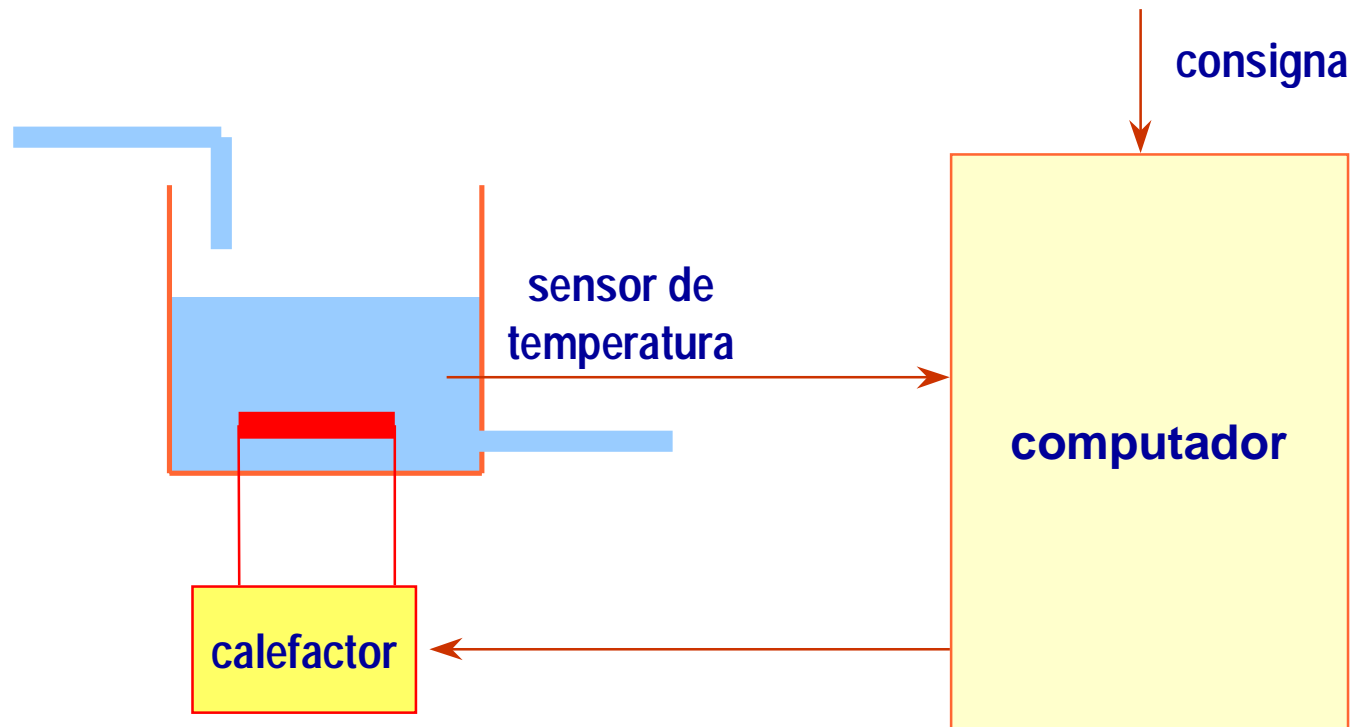 consigna
sensor de
temperatura
computador
calefactor